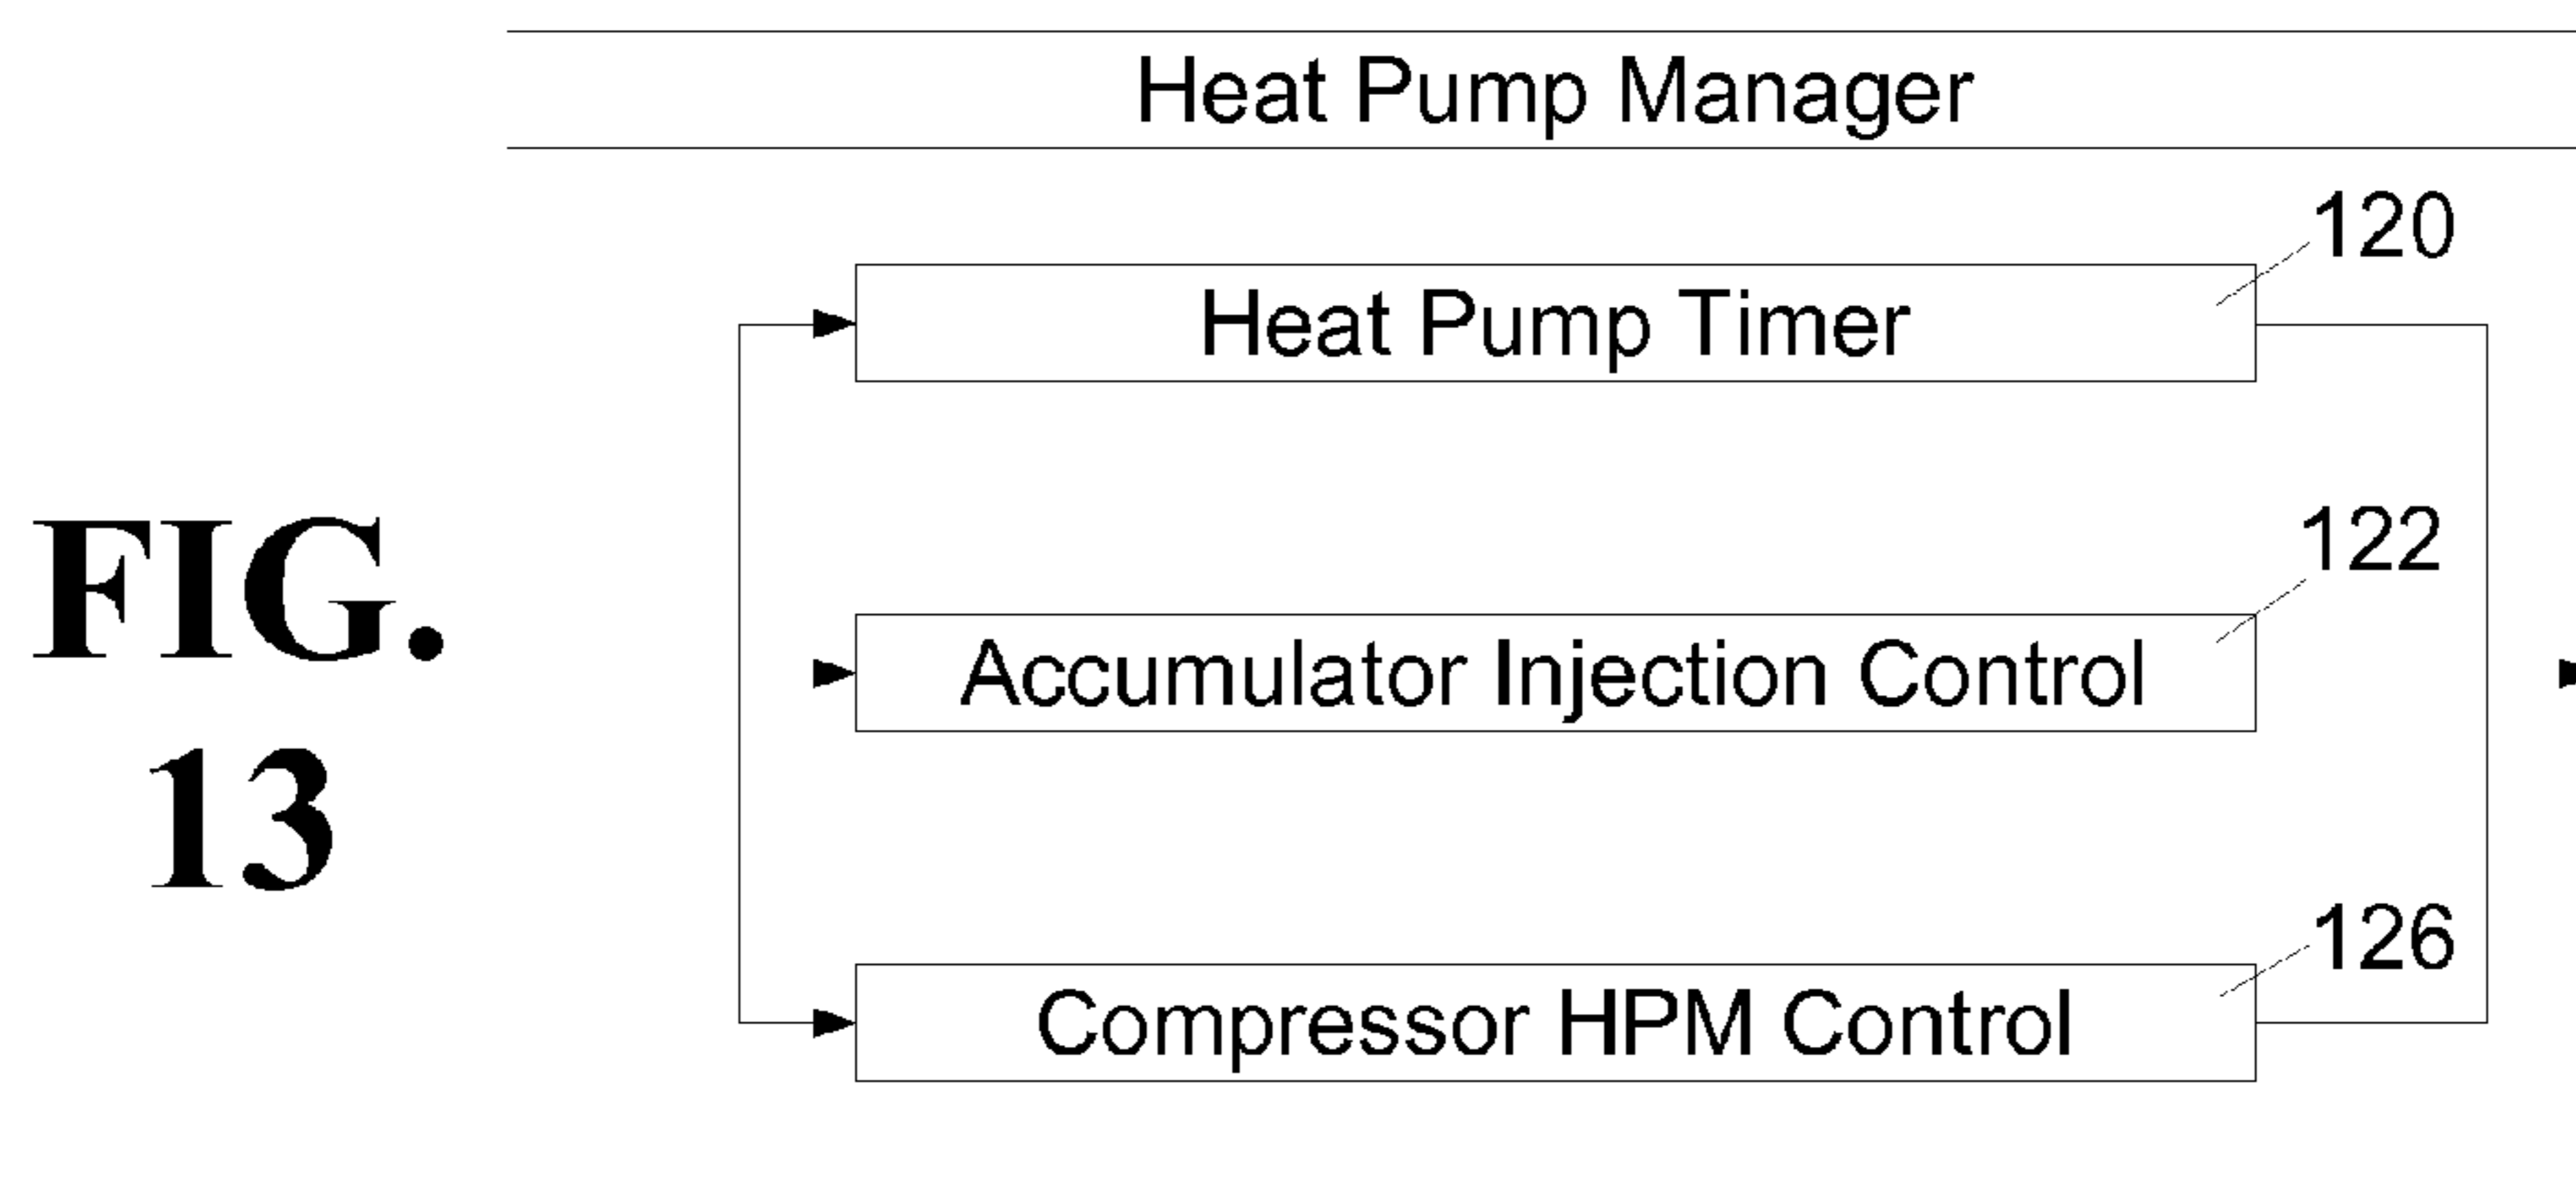 Heat Pump Manager
120
Heat Pump Timer
FIG.
13
122
Accumulator Injection Control
126
Compressor HPM Control